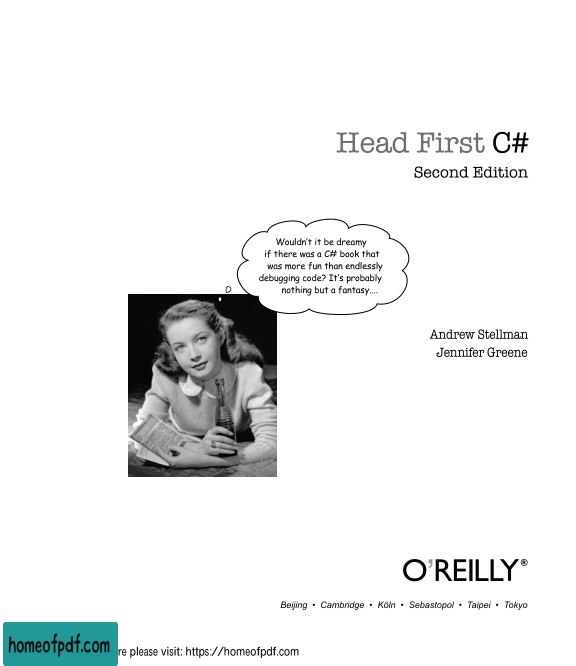 Head First C#
Second Edition
Wouldn't it be dreamy
if there was a C# book that
was more fun than endlessly
debugging code? It's probably
nothing but a fantasy....
Andrew Stellman
Jennifer Greene
O'REILLY®
Beijing • Cambridge • Köln • Sebastopol • Taipei • Tokyo
homeofpdf.com
re please visit: https://homeofpdf.com